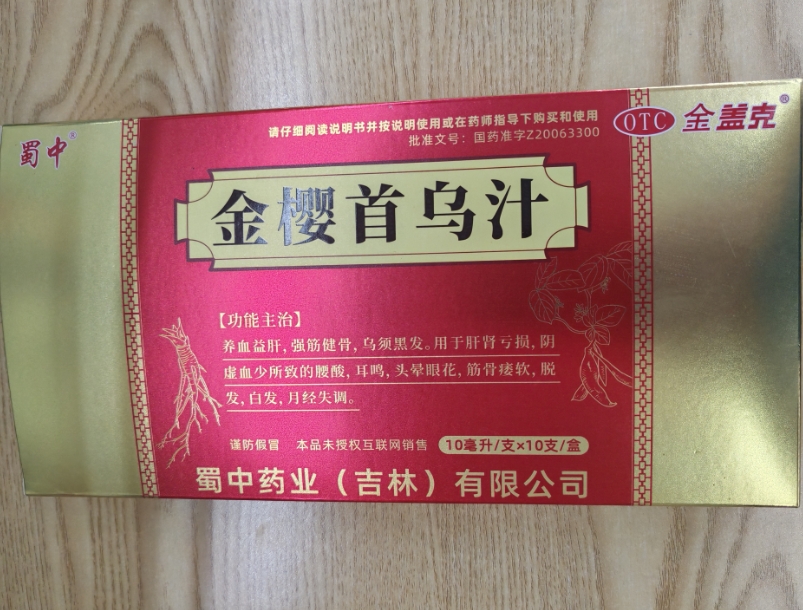 蜀中®
请仔细阅读说明书并按说明使用或在药师指导下购买和使用
批准文号：国药准字Z20063300
OTC 金盖克®
金樱首乌汁
【功能主治】
养血益肝，强筋健骨，乌须黑发。用于肝肾亏损，阴
虚血少所致的腰酸，耳鸣，头晕眼花，筋骨痿软，脱
发，白发，月经失调。
谨防假冒 本品未授权互联网销售 10毫升/支×10支/盒
蜀中药业（吉林）有限公司